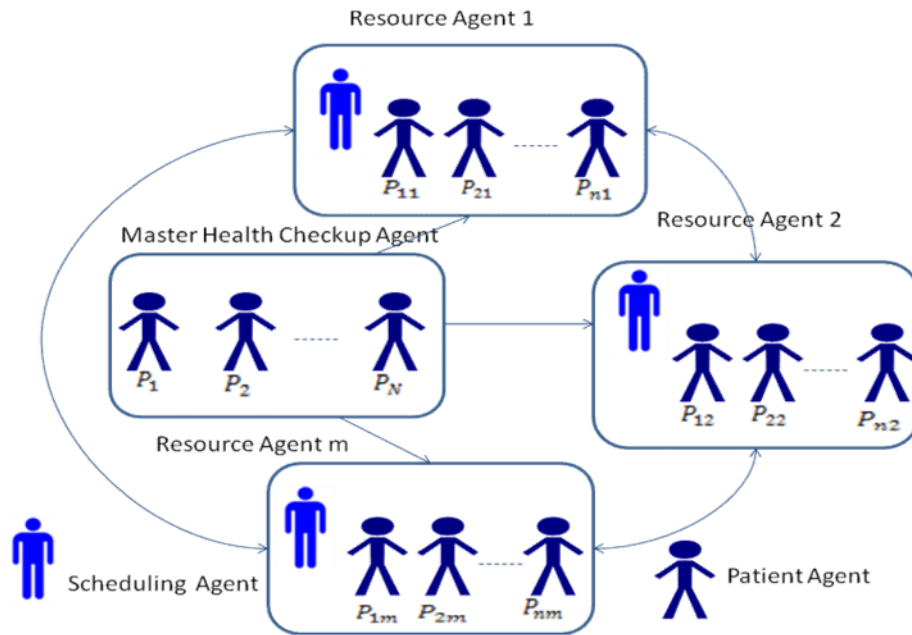 Resource Agent 1
P₁₁ P₂₁ ...... Pₙ₁
Master Health Checkup Agent
Resource Agent 2
P₁ P₂ ...... P_N
P₁₂ P₂₂ ...... Pₙ₂
Resource Agent m
P₁ₘ P₂ₘ ...... Pₙₘ
Scheduling Agent
Patient Agent